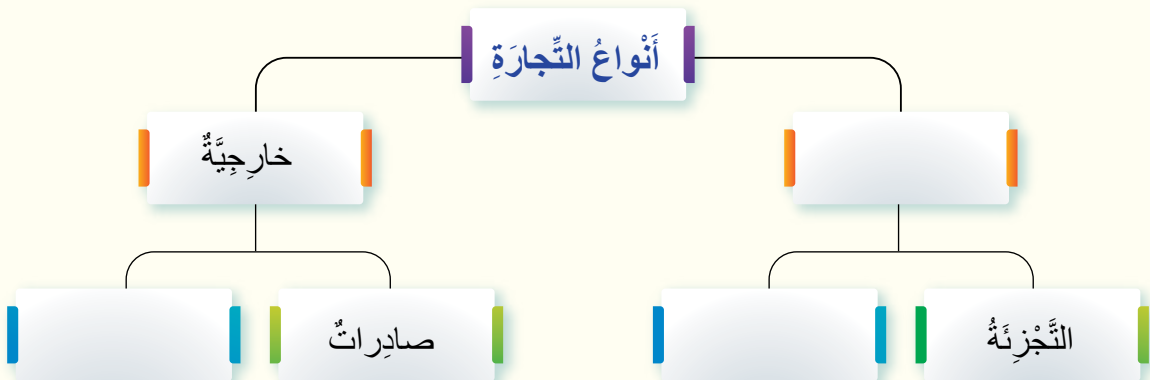 أَنْواعُ التِّجارَةِ
خارِجِيَّةٌ
التَّجْزِئَةُ
صادِراتٌ